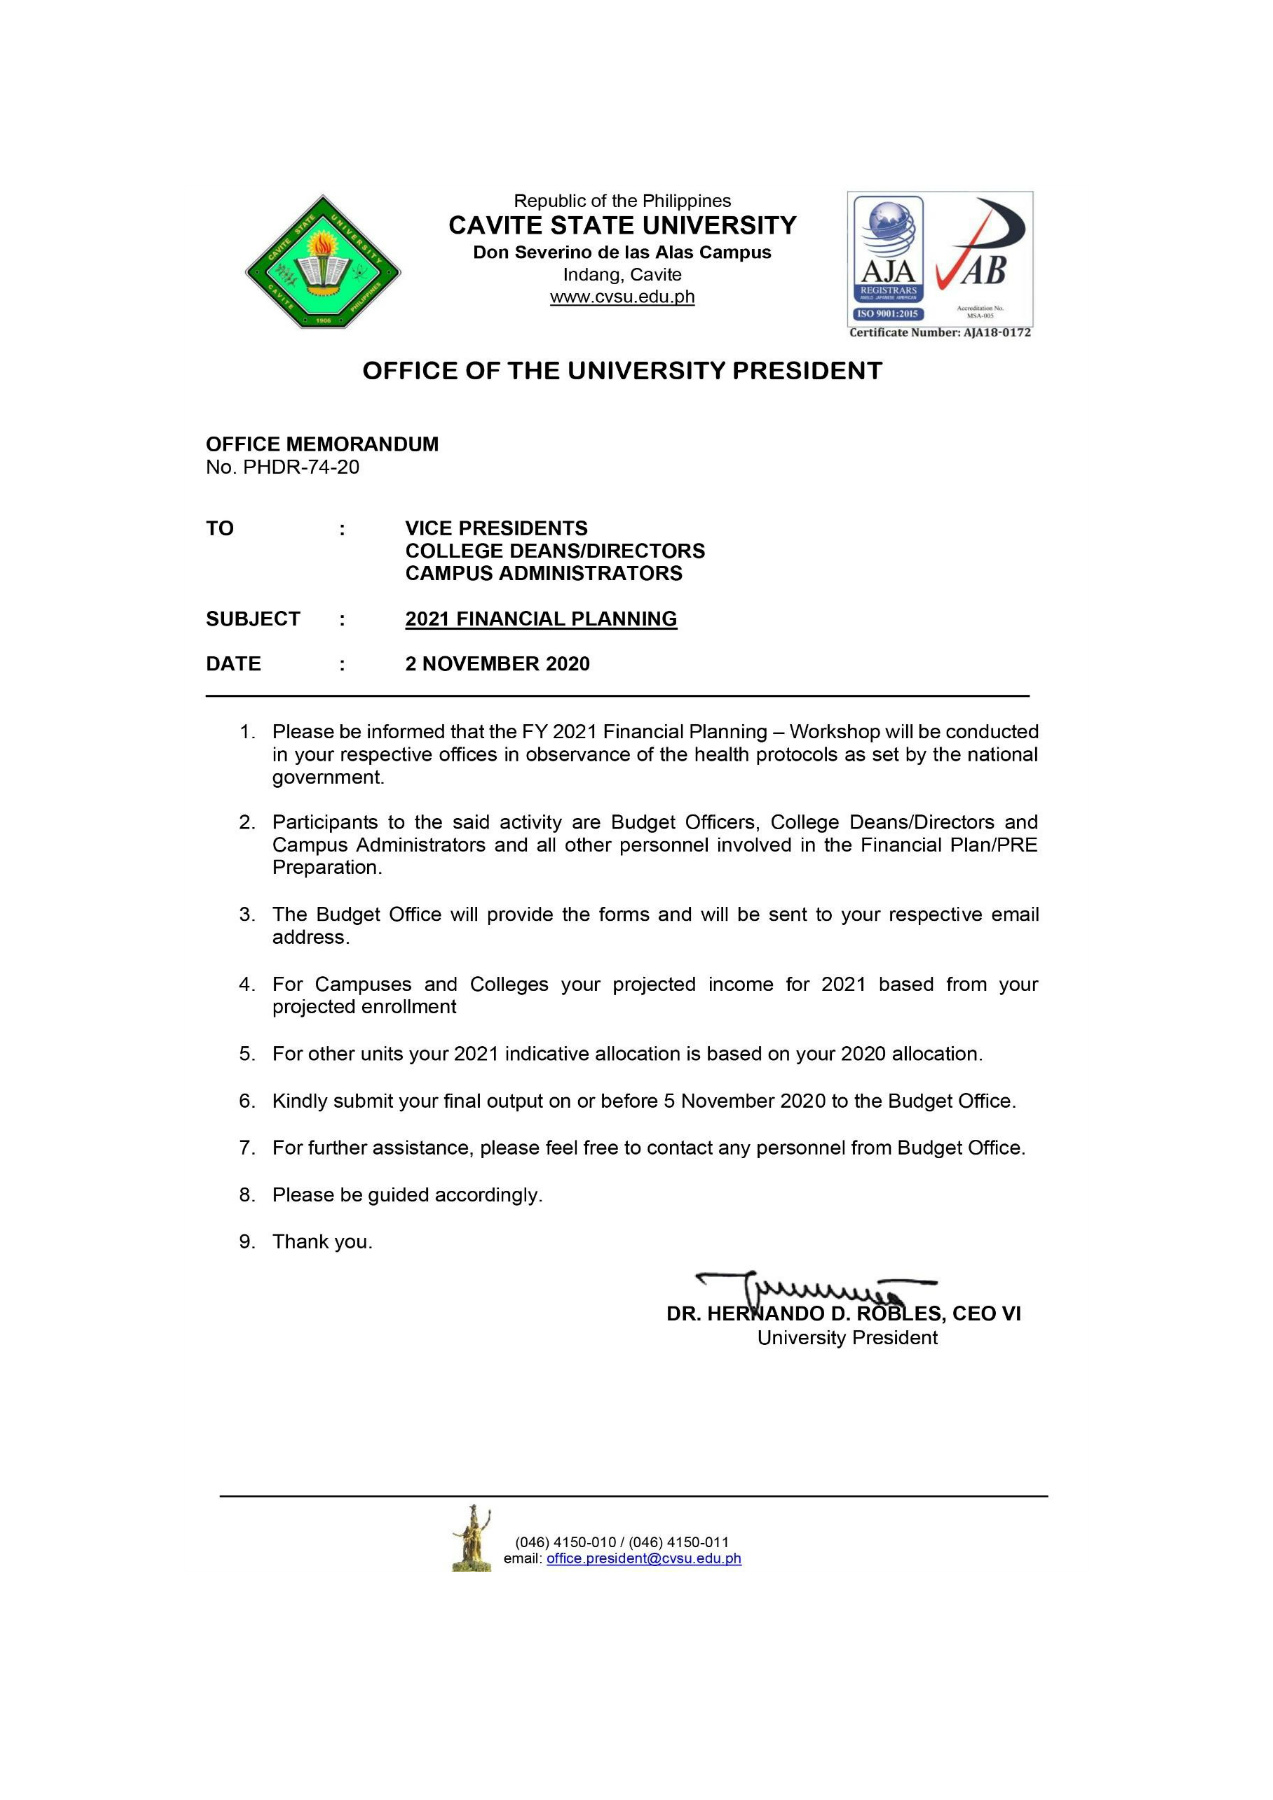 Republic of the Philippines
CAVITE STATE UNIVERSITY
Don Severino de las Alas Campus
Indang, Cavite
www.cvsu.edu.ph
CAVITE STATE UNIVERSITY
CAVITE PHILIPPINES
1906
AJA
REGISTRARS
ANGLO JAPANESE AMERICAN
ISO 9001:2015
PAB
Accreditation No.
MSA-005
Certificate Number: AJA18-0172
OFFICE OF THE UNIVERSITY PRESIDENT
OFFICE MEMORANDUM
No. PHDR-74-20
TO : VICE PRESIDENTS
COLLEGE DEANS/DIRECTORS
CAMPUS ADMINISTRATORS
SUBJECT : 2021 FINANCIAL PLANNING
DATE : 2 NOVEMBER 2020
1. Please be informed that the FY 2021 Financial Planning – Workshop will be conducted
in your respective offices in observance of the health protocols as set by the national
government.
2. Participants to the said activity are Budget Officers, College Deans/Directors and
Campus Administrators and all other personnel involved in the Financial Plan/PRE
Preparation.
3. The Budget Office will provide the forms and will be sent to your respective email
address.
4. For Campuses and Colleges your projected income for 2021 based from your
projected enrollment
5. For other units your 2021 indicative allocation is based on your 2020 allocation.
6. Kindly submit your final output on or before 5 November 2020 to the Budget Office.
7. For further assistance, please feel free to contact any personnel from Budget Office.
8. Please be guided accordingly.
9. Thank you.
DR. HERNANDO D. ROBLES, CEO VI
University President
(046) 4150-010 / (046) 4150-011
email: office.president@cvsu.edu.ph